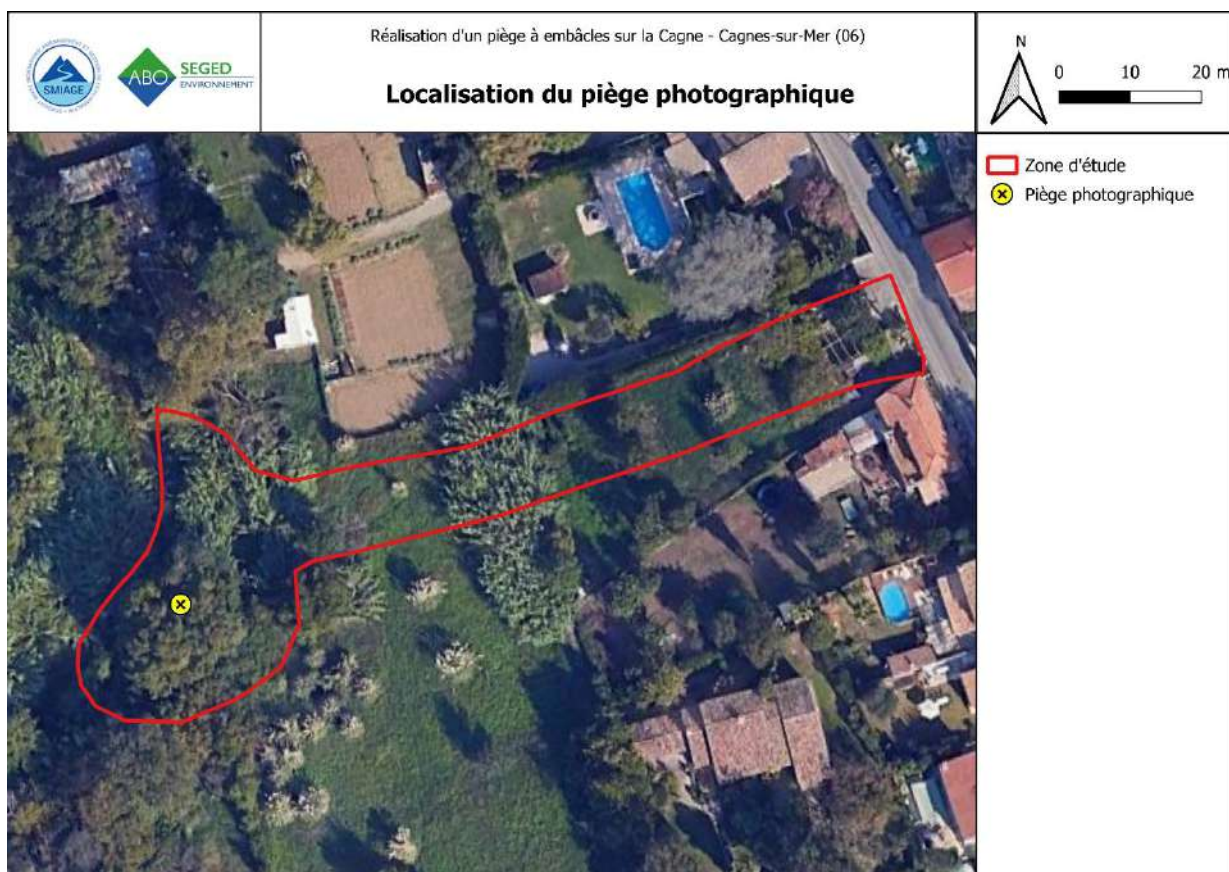 SMIAGE
ABO
SEGED
ENVIRONNEMENT
Réalisation d'un piège à embâcles sur la Cagne - Cagnes-sur-Mer (06)
Localisation du piège photographique
N
0 10 20 m
Zone d'étude
Piège photographique